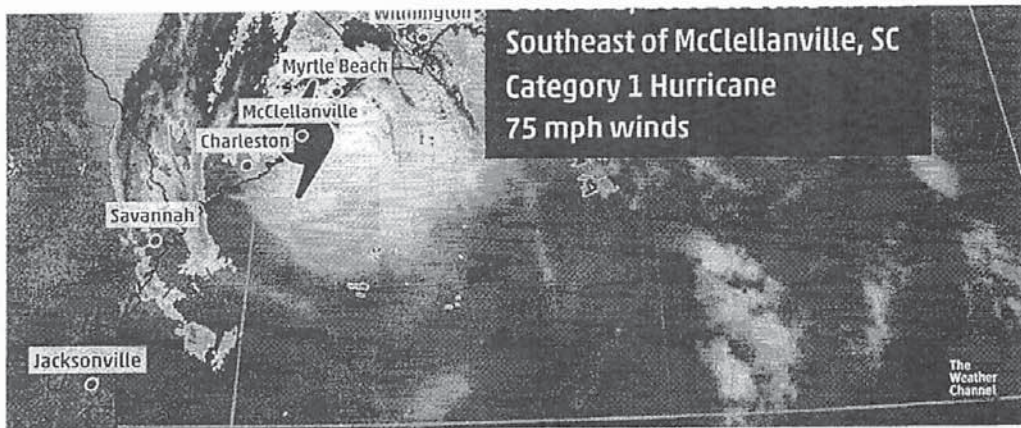 Wilmington
Southeast of McClellanville, SC
Category 1 Hurricane
75 mph winds
Myrtle Beach
McClellanville
Charleston
Savannah
Jacksonville
The
Weather
Channel